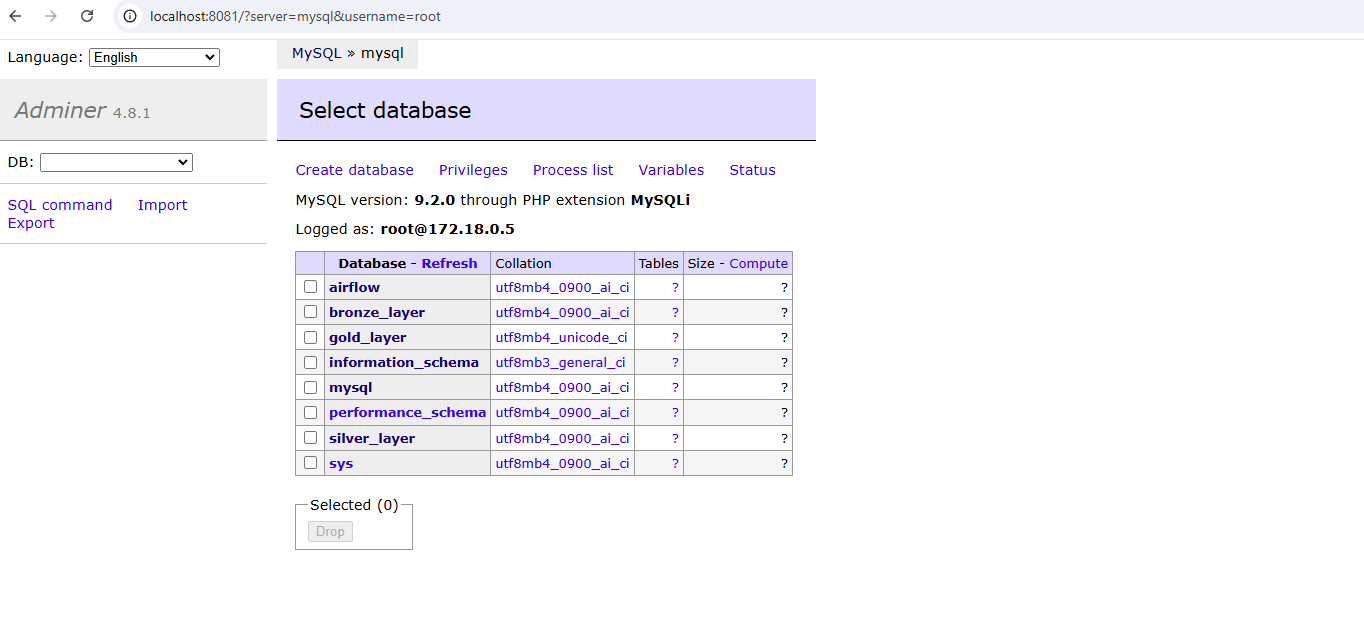 localhost:8081/?server=mysql&username=root
Language: English
MySQL » mysql
Adminer 4.8.1
Select database
DB:
SQL command Import
Export
Create database Privileges Process list Variables Status
MySQL version: 9.2.0 through PHP extension MySQLi
Logged as: root@172.18.0.5
Database - Refresh Collation Tables Size - Compute
airflow utf8mb4_0900_ai_ci ? ?
bronze_layer utf8mb4_0900_ai_ci ? ?
gold_layer utf8mb4_unicode_ci ? ?
information_schema utf8mb3_general_ci ? ?
mysql utf8mb4_0900_ai_ci ? ?
performance_schema utf8mb4_0900_ai_ci ? ?
silver_layer utf8mb4_0900_ai_ci ? ?
sys utf8mb4_0900_ai_ci ? ?
Selected (0)
Drop